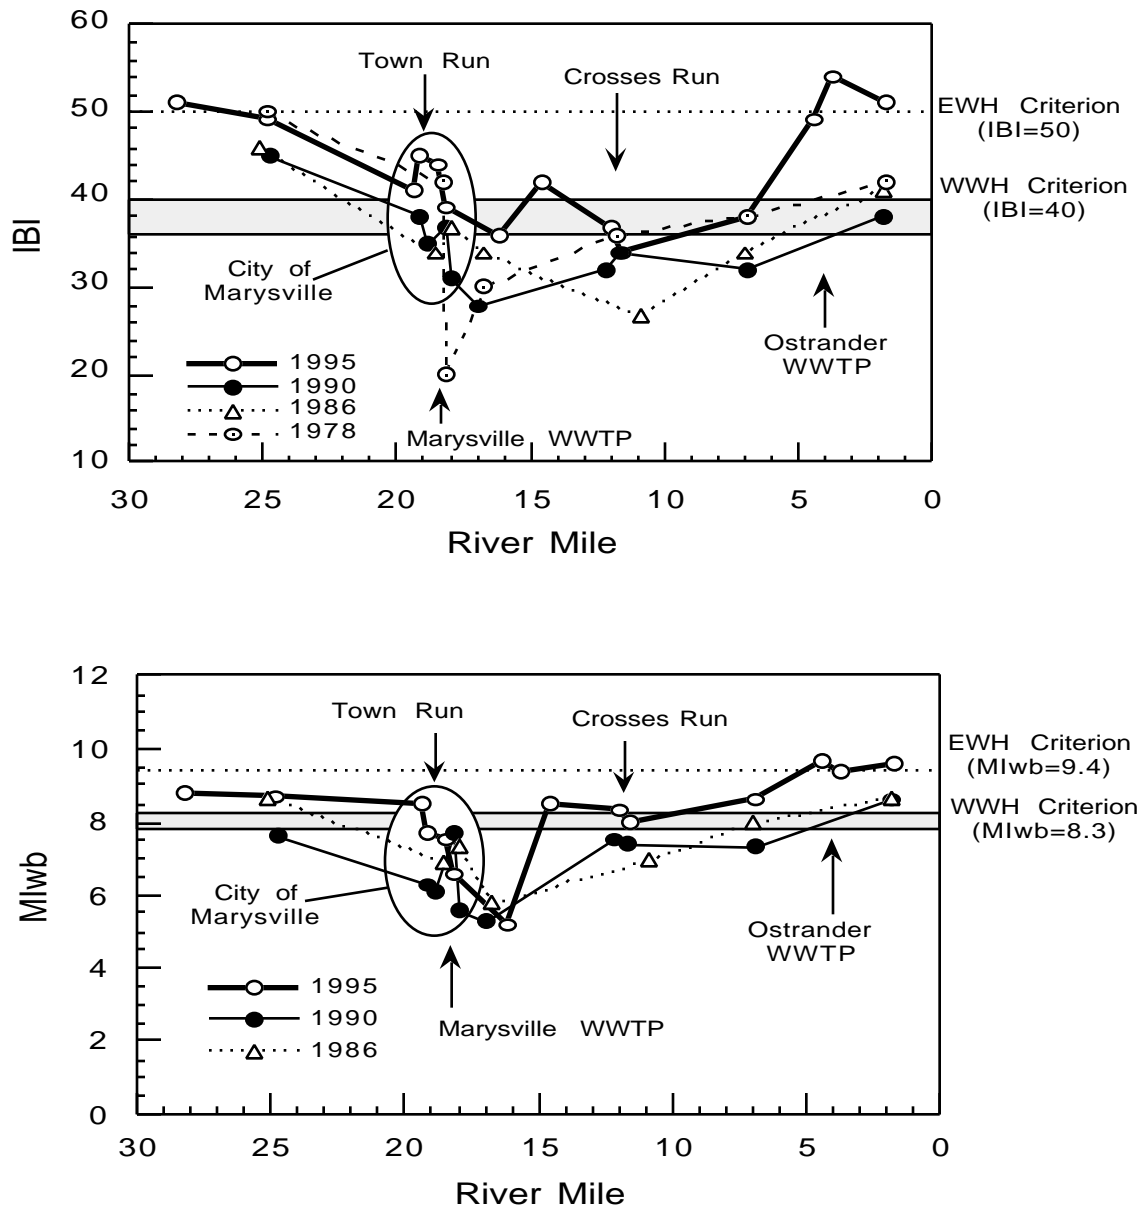 60
Town Run
Crosses Run
50
EWH Criterion
(IBI=50)
40
WWH Criterion
(IBI=40)
IBI
City of
Marysville
30
Ostrander
WWTP
1995
20
1990
1986
1978
Marysville WWTP
10
30 25 20 15 10 5 0
River Mile
12
Town Run
Crosses Run
10
EWH Criterion
(MIwb=9.4)
8
WWH Criterion
(MIwb=8.3)
MIwb
City of
Marysville
6
Ostrander
WWTP
4
1995
1990
Marysville WWTP
2
1986
0
30 25 20 15 10 5 0
River Mile